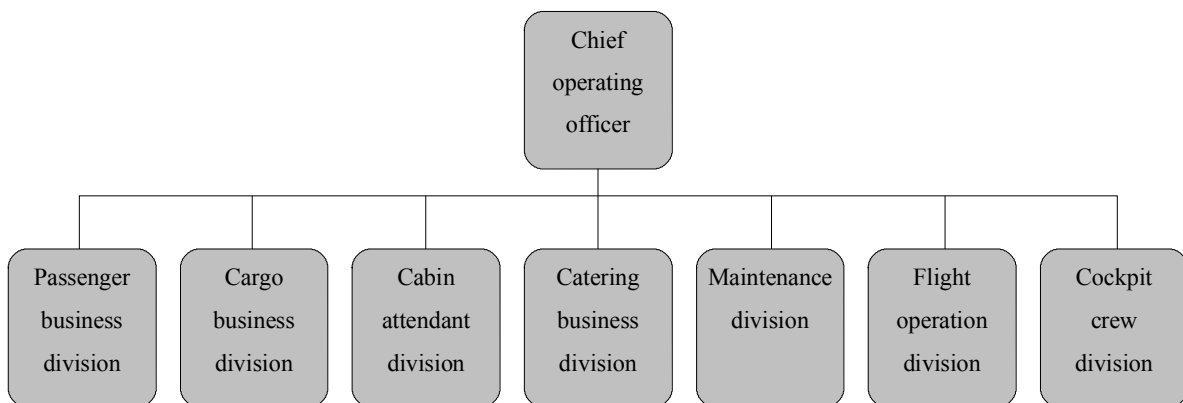 Chief
operating
officer
Passenger
business
division
Cargo
business
division
Cabin
attendant
division
Catering
business
division
Maintenance
division
Flight
operation
division
Cockpit
crew
division